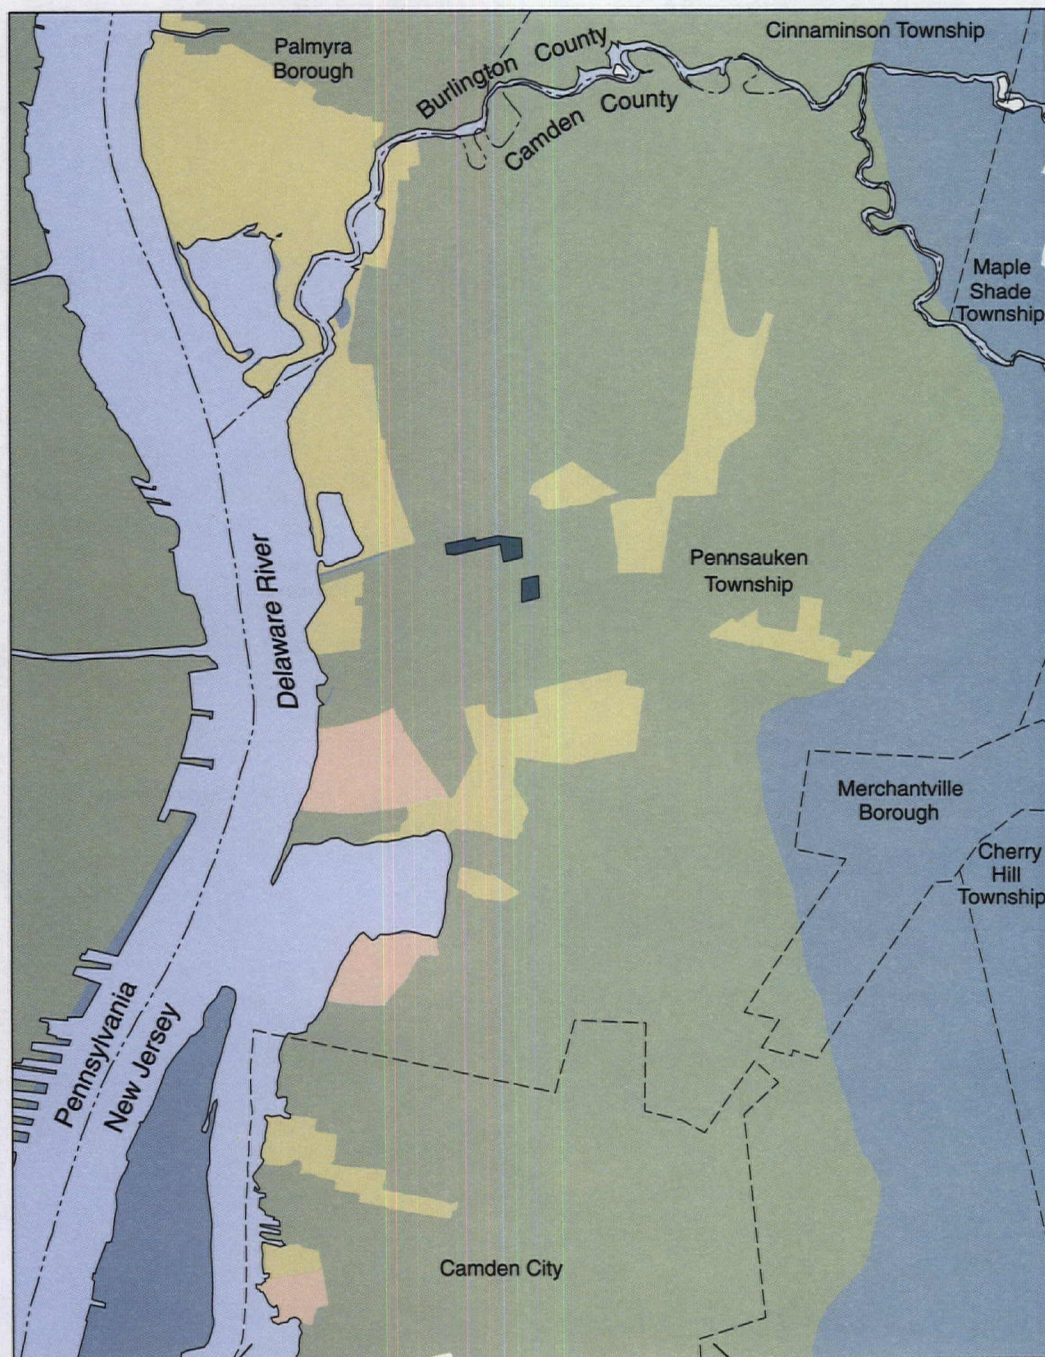 Palmyra
Borough
Burlington County
Camden County
Cinnaminson Township
Maple
Shade
Township
Delaware River
Pennsauken
Township
Merchantville
Borough
Cherry
Hill
Township
Pennsylvania
New Jersey
Camden City